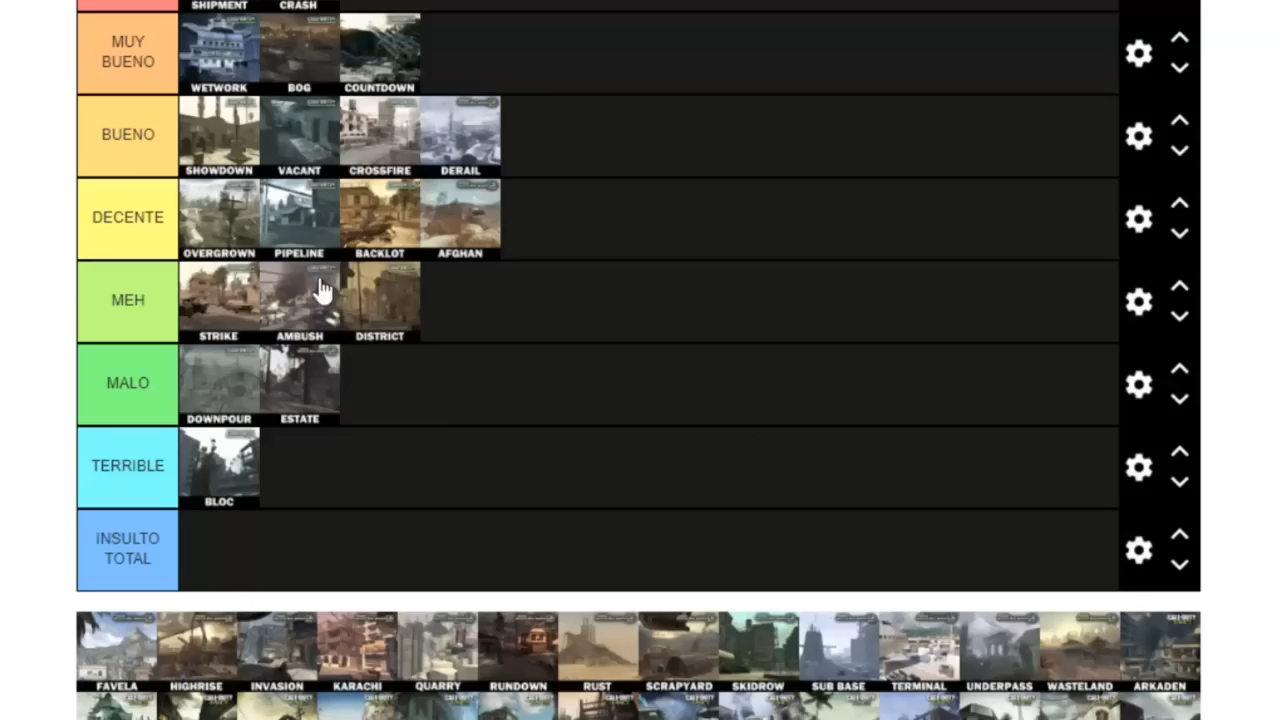 SHIPMENT CRASH
MUY
BUENO
WETWORK BOG COUNTDOWN
BUENO
SHOWDOWN VACANT CROSSFIRE DERAIL
DECENTE
OVERGROWN PIPELINE BACKLOT AFGHAN
MEH
STRIKE AMBUSH DISTRICT
MALO
DOWNPOUR ESTATE
TERRIBLE
BLOC
INSULTO
TOTAL
FAVELA HIGHRISE INVASION KARACHI QUARRY RUNDOWN RUST SCRAPYARD SKIDROW SUB BASE TERMINAL UNDERPASS WASTELAND ARKADEN